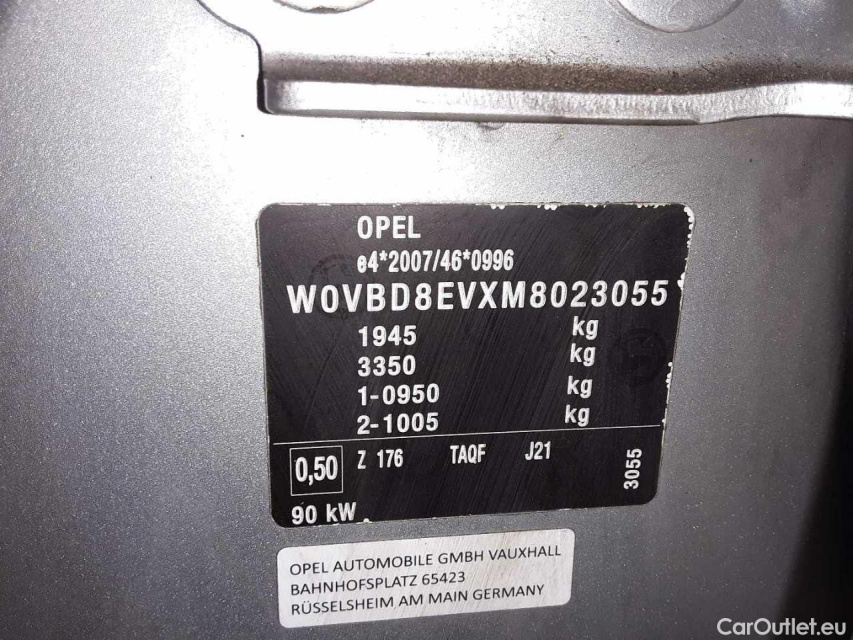 OPEL
e4*2007/46*0996
W0VBD8EVXM8023055
1945 kg
3350 kg
1-0950 kg
2-1005 kg
0,50 Z 176 TAQF J21
3055
90 kW
OPEL AUTOMOBILE GMBH VAUXHALL
BAHNHOFSPLATZ 65423
RÜSSELSHEIM AM MAIN GERMANY
CarOutlet.eu